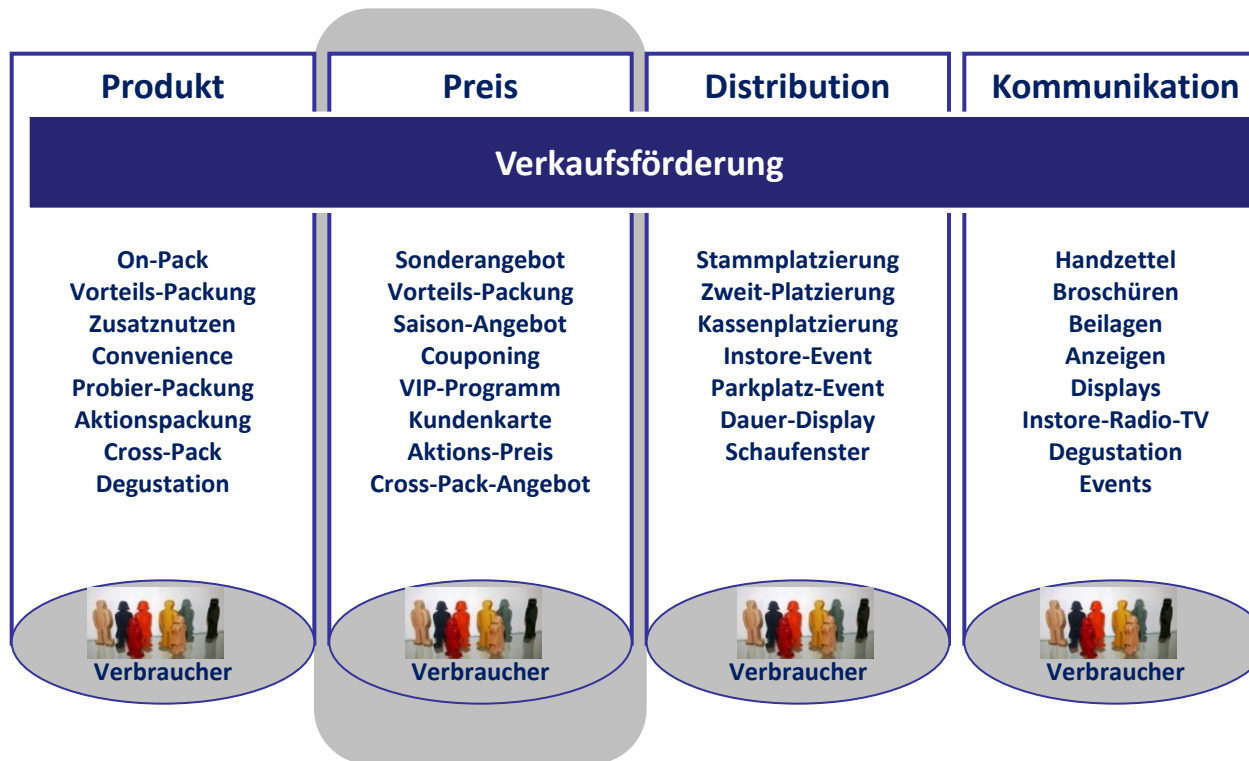 Produkt
Preis
Distribution
Kommunikation
Verkaufsförderung
On-Pack
Vorteils-Packung
Zusatznutzen
Convenience
Probier-Packung
Aktionspackung
Cross-Pack
Degustation
Sonderangebot
Vorteils-Packung
Saison-Angebot
Couponing
VIP-Programm
Kundenkarte
Aktions-Preis
Cross-Pack-Angebot
Stammplatzierung
Zweit-Platzierung
Kassenplatzierung
Instore-Event
Parkplatz-Event
Dauer-Display
Schaufenster
Handzettel
Broschüren
Beilagen
Anzeigen
Displays
Instore-Radio-TV
Degustation
Events
Verbraucher
Verbraucher
Verbraucher
Verbraucher